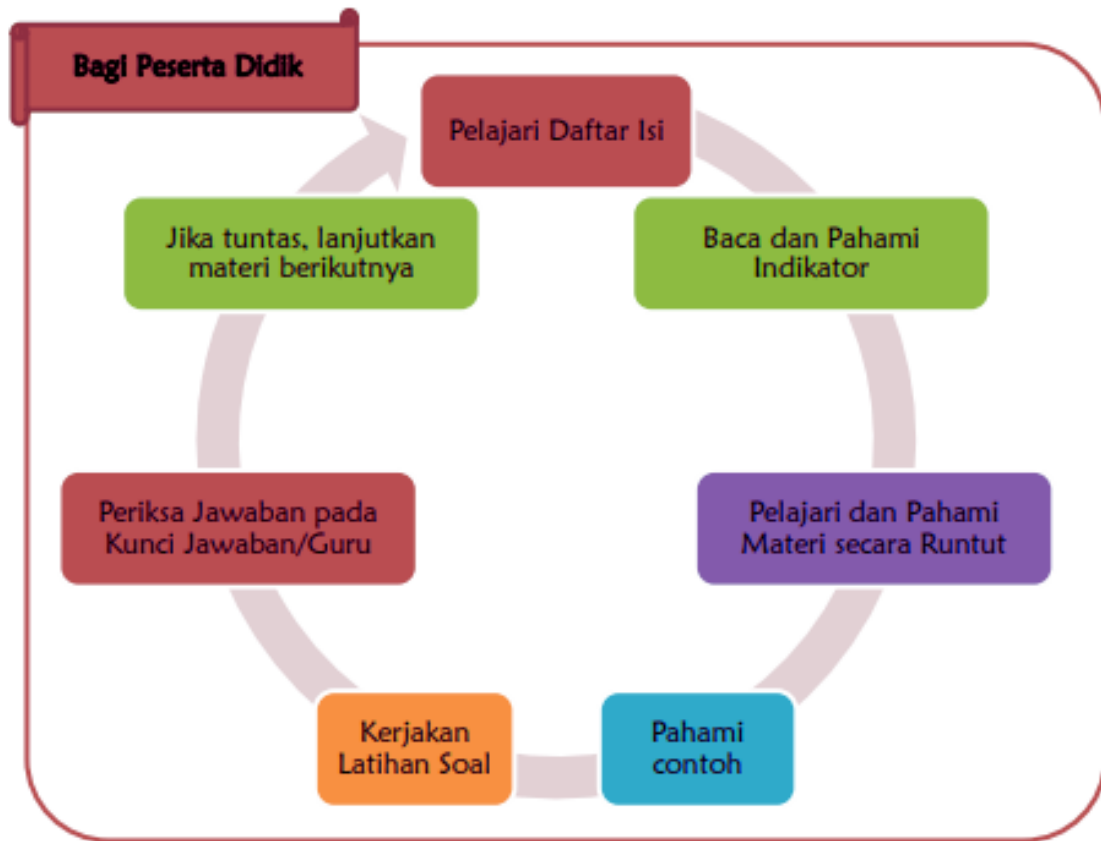 Bagi Peserta Didik
Pelajari Daftar Isi
Baca dan Pahami
Indikator
Pelajari dan Pahami
Materi secara Runtut
Pahami
contoh
Kerjakan
Latihan Soal
Periksa Jawaban pada
Kunci Jawaban/Guru
Jika tuntas, lanjutkan
materi berikutnya